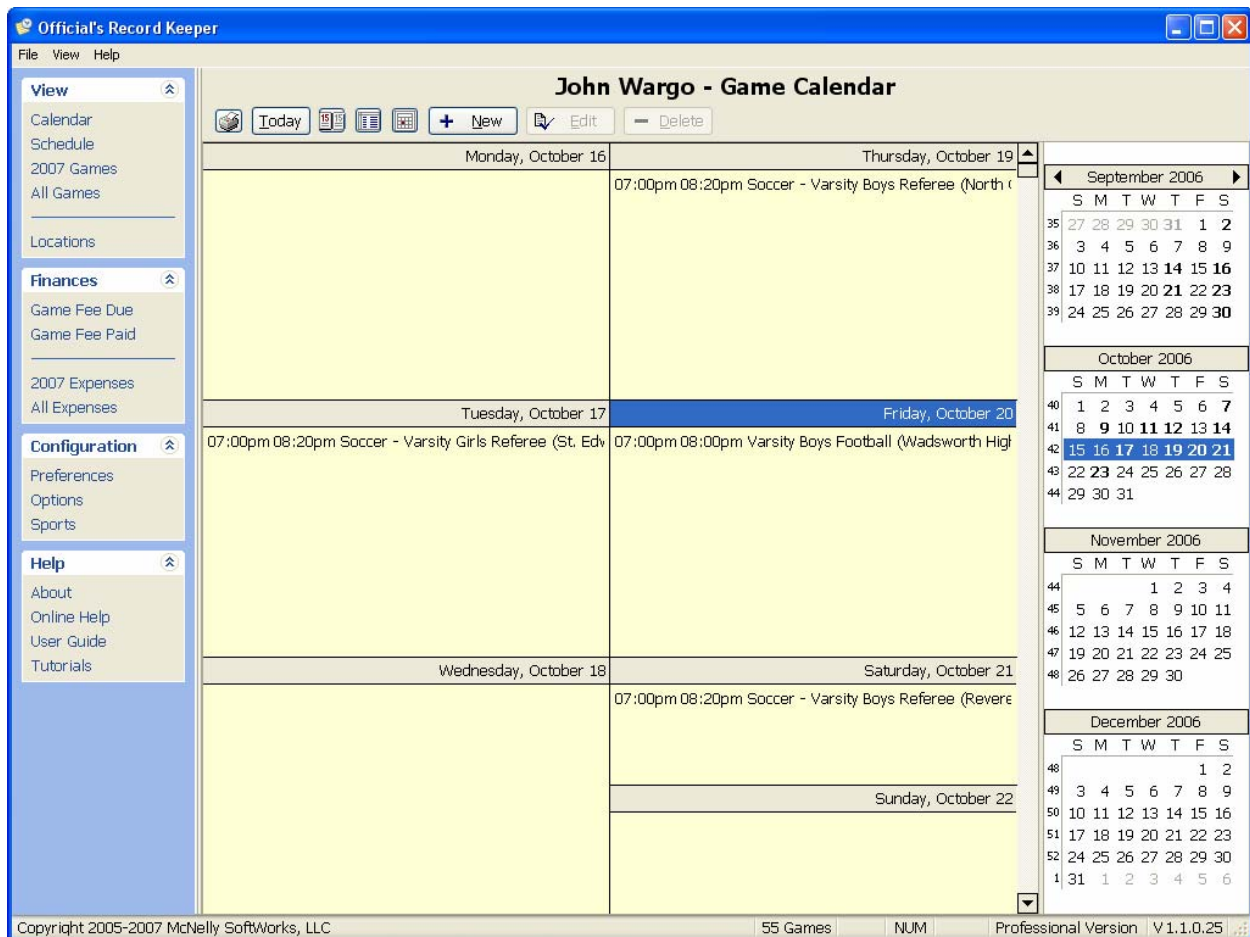 Official's Record Keeper
File View Help
View
Calendar
Schedule
2007 Games
All Games
Locations
Finances
Game Fee Due
Game Fee Paid
2007 Expenses
All Expenses
Configuration
Preferences
Options
Sports
Help
About
Online Help
User Guide
Tutorials
John Wargo - Game Calendar
Today 15 15 + New Edit Delete
Monday, October 16
Tuesday, October 17
07:00pm 08:20pm Soccer - Varsity Girls Referee (St. Edw
Wednesday, October 18
Thursday, October 19
07:00pm 08:20pm Soccer - Varsity Boys Referee (North
Friday, October 20
07:00pm 08:00pm Varsity Boys Football (Wadsworth High
Saturday, October 21
07:00pm 08:20pm Soccer - Varsity Boys Referee (Revere
Sunday, October 22
September 2006
S M T W T F S
35 27 28 29 30 31 1 2
36 3 4 5 6 7 8 9
37 10 11 12 13 14 15 16
38 17 18 19 20 21 22 23
39 24 25 26 27 28 29 30
October 2006
S M T W T F S
40 1 2 3 4 5 6 7
41 8 9 10 11 12 13 14
42 15 16 17 18 19 20 21
43 22 23 24 25 26 27 28
44 29 30 31
November 2006
S M T W T F S
44 1 2 3 4
45 5 6 7 8 9 10 11
46 12 13 14 15 16 17 18
47 19 20 21 22 23 24 25
48 26 27 28 29 30
December 2006
S M T W T F S
48 1 2
49 3 4 5 6 7 8 9
50 10 11 12 13 14 15 16
51 17 18 19 20 21 22 23
52 24 25 26 27 28 29 30
1 31 1 2 3 4 5 6
Copyright 2005-2007 McNelly SoftWorks, LLC 55 Games NUM Professional Version V 1.1.0.25